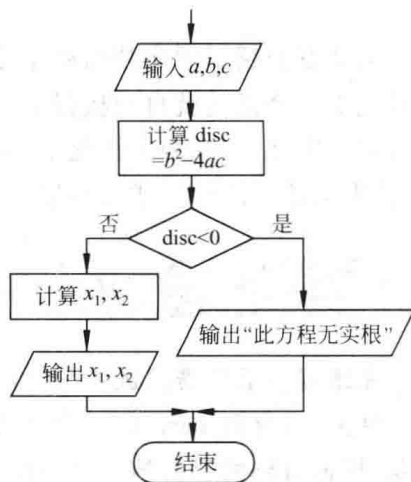 输入 a,b,c
计算 disc
=b²−4ac
否
disc<0
是
计算 x₁, x₂
输出“此方程无实根”
输出 x₁, x₂
结束